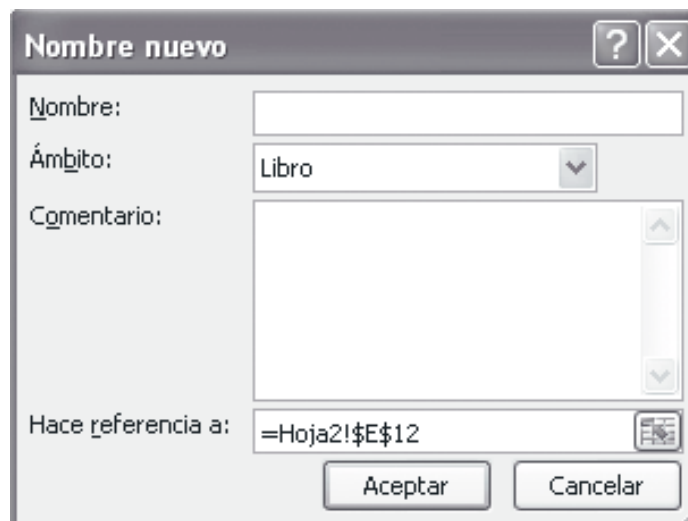 Nombre nuevo
Nombre:
Ámbito: Libro
Comentario:
Hace referencia a: =Hoja2!$E$12
Aceptar Cancelar